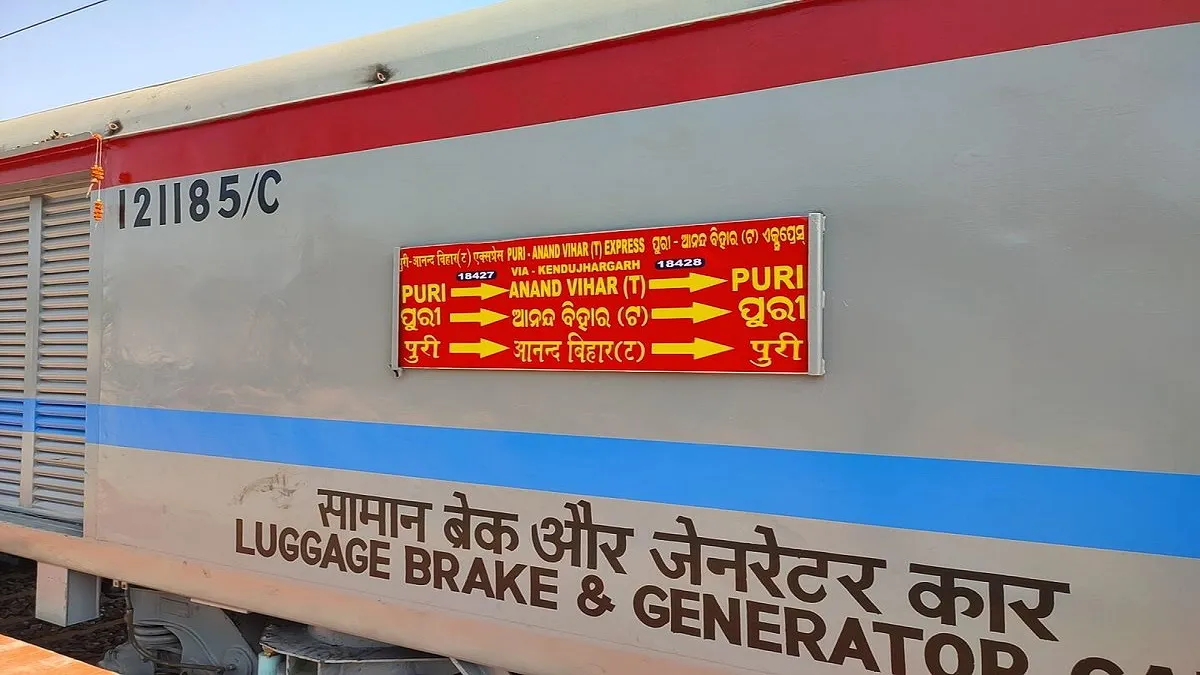 121185/C
पुरी-आनन्द विहार(ट) एक्सप्रेस PURI - ANAND VIHAR (T) EXPRESS ପୁରୀ - ଆନନ୍ଦ ବିହାର (ଟ) ଏକ୍ସପ୍ରେସ୍
VIA - KENDUJHARGARH
18427 18428
PURI ANAND VIHAR (T) PURI
ପୁରୀ ଆନନ୍ଦ ବିହାର (ଟ) ପୁରୀ
पुरी आनन्द विहार(ट) पुरी
सामान ब्रेक और जेनरेटर कार
LUGGAGE BRAKE & GENERATOR